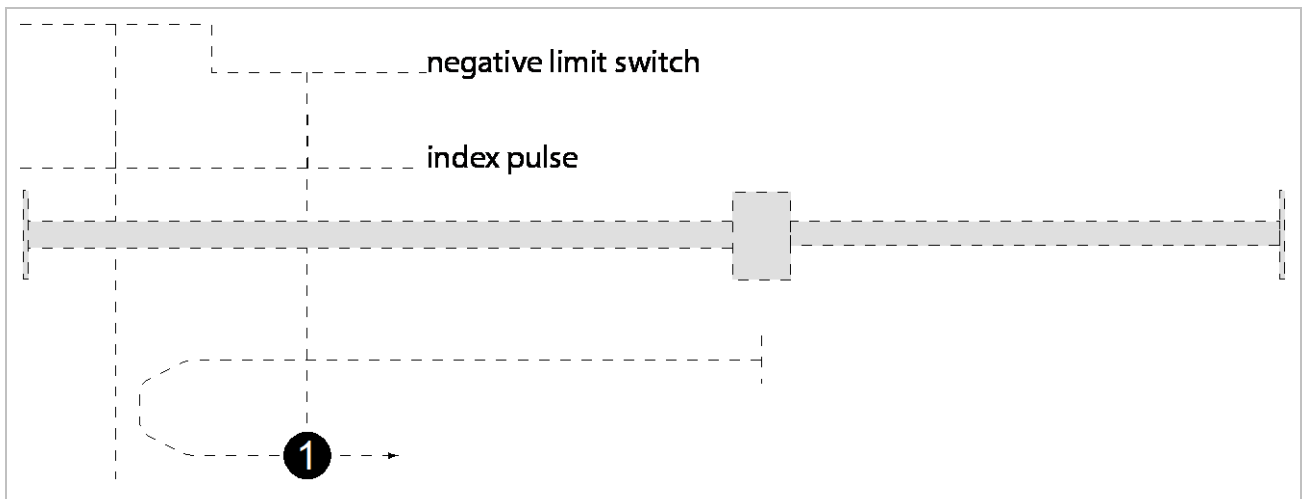 negative limit switch
index pulse
1